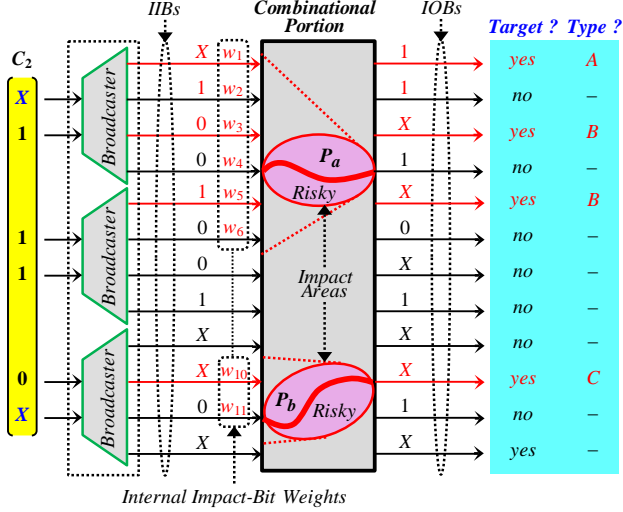 IIBs
Combinational
Portion
IOBs
Target ? Type ?
C2
X w1 1 yes A
X 1 w2 1 no –
1 0 w3 X yes B
0 w4 1 no –
1 w5 X yes B
1 0 w6 0 no –
1 0 X no –
1 1 no –
X X no –
0 X w10 X yes C
X 0 w11 1 no –
X X yes –
Broadcaster
Broadcaster
Broadcaster
Pa
Risky
Impact
Areas
Pb
Risky
Internal Impact-Bit Weights